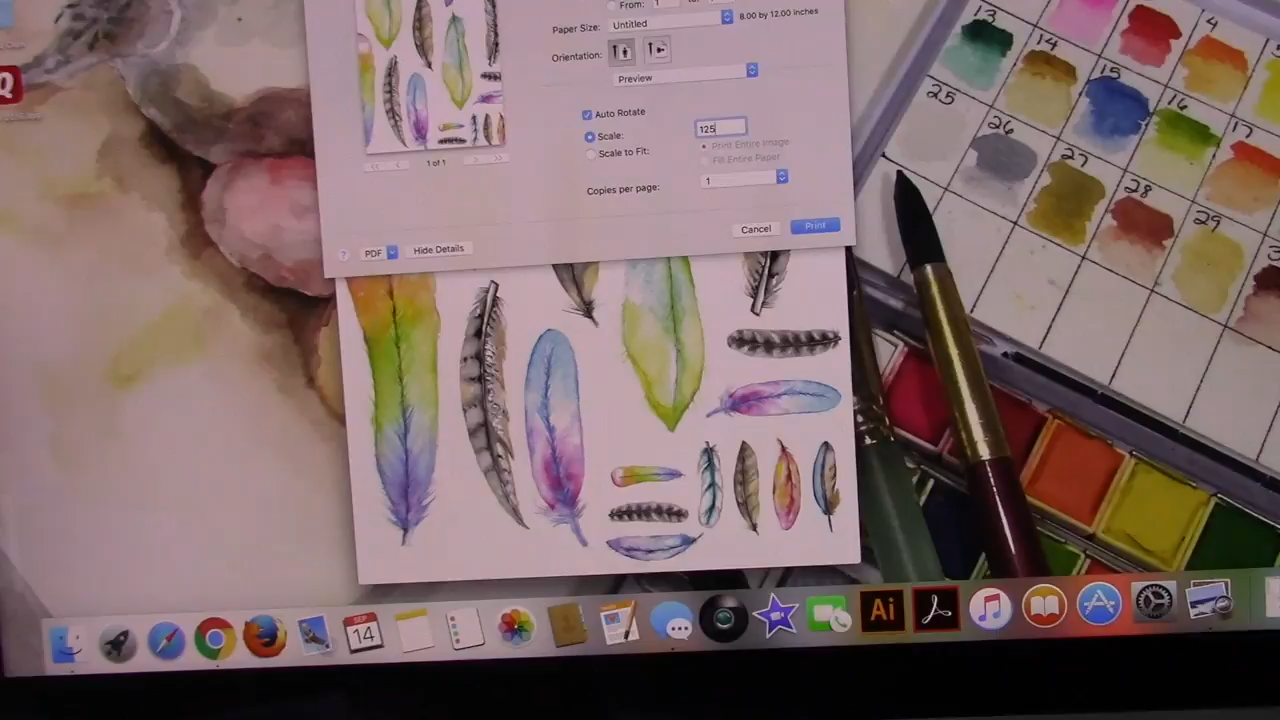 From: 1
Paper Size: Untitled 8.00 by 12.00 inches
Orientation:
Preview
Auto Rotate
Scale: 125
Print Entire Image
Scale to Fit:
Fill Entire Paper
1 of 1
Copies per page: 1
? PDF Hide Details Cancel Print
13
14
15
16
17
4
25
26
27
28
29
Q
SEP
14
Ai